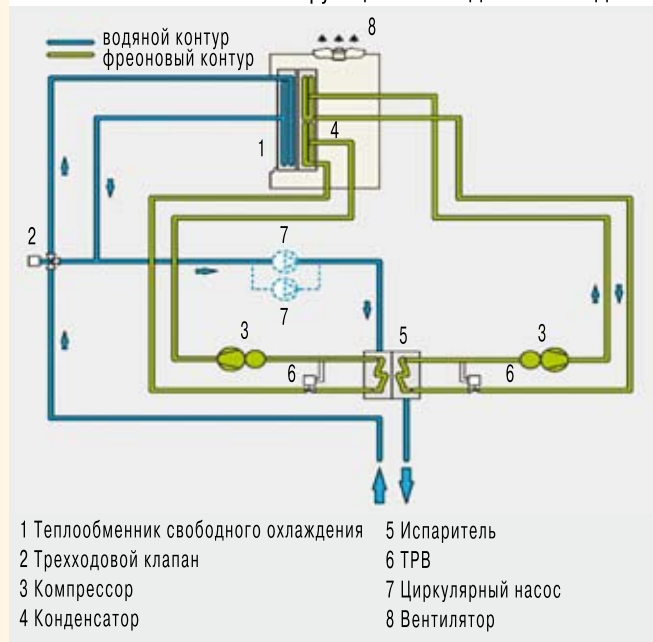 водяной контур
фреоновый контур
8
1
4
2
7
7
3
5
3
6
6
1 Теплообменник свободного охлаждения
2 Трехходовой клапан
3 Компрессор
4 Конденсатор
5 Испаритель
6 ТРВ
7 Циркулярный насос
8 Вентилятор